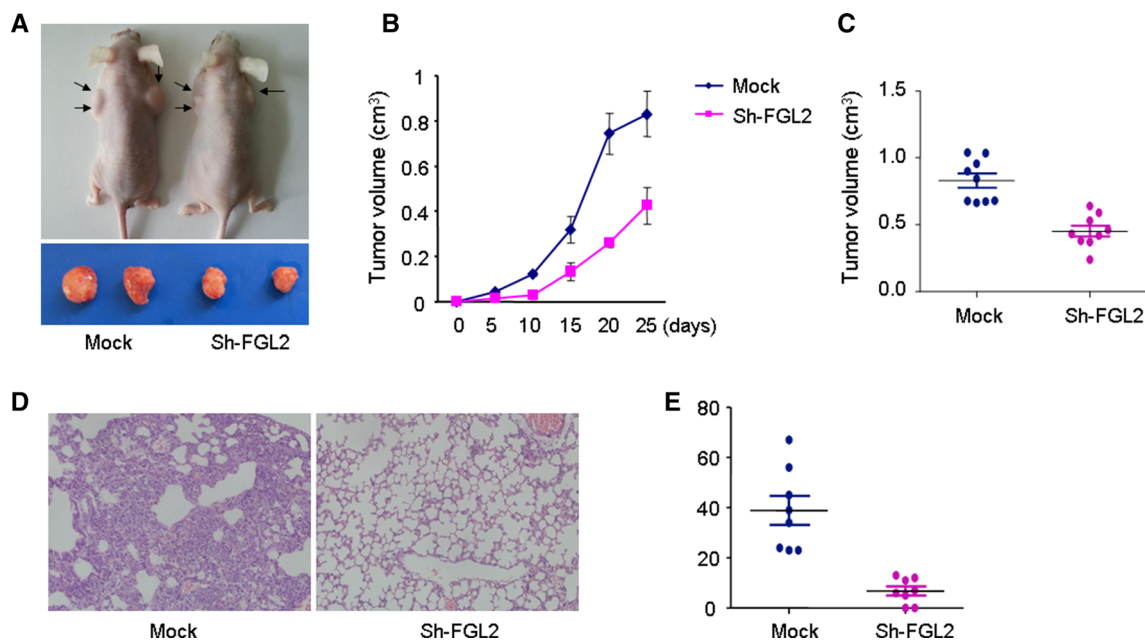 A
Mock
Sh-FGL2
B
Tumor volume (cm³)
1
0.8
0.6
0.4
0.2
0
0 5 10 15 20 25 (days)
Mock
Sh-FGL2
C
Tumor volume (cm³)
1.5
1.0
0.5
0.0
Mock
Sh-FGL2
D
Mock
Sh-FGL2
E
80
60
40
20
0
Mock
Sh-FGL2